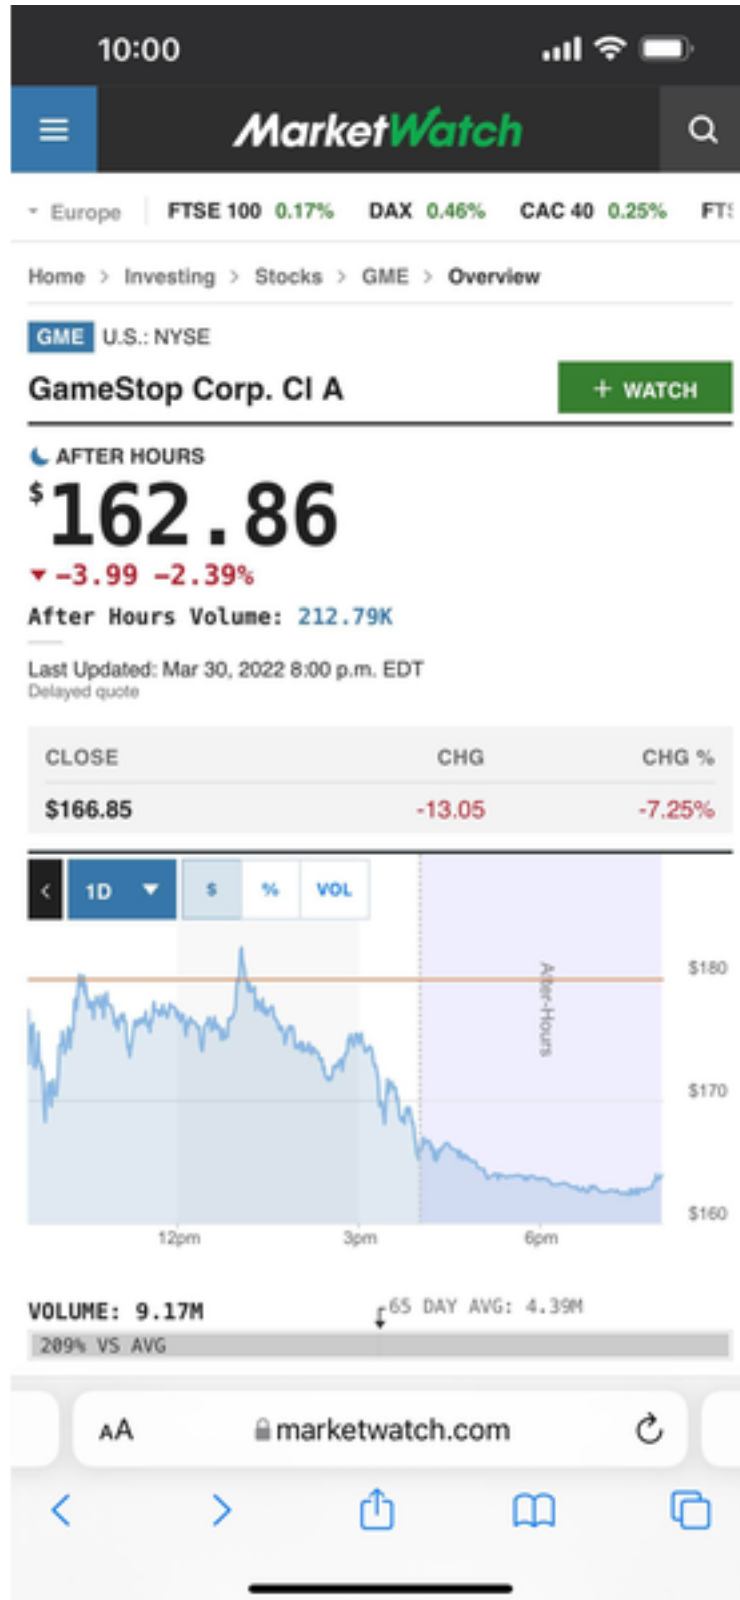 10:00
MarketWatch
Europe FTSE 100 0.17% DAX 0.46% CAC 40 0.25%
Home > Investing > Stocks > GME > Overview
GME U.S.: NYSE
GameStop Corp. Cl A
+ WATCH
AFTER HOURS
$162.86
-3.99 -2.39%
After Hours Volume: 212.79K
Last Updated: Mar 30, 2022 8:00 p.m. EDT
Delayed quote
CLOSE CHG CHG %
$166.85 -13.05 -7.25%
1D $ % VOL
After-Hours
$180
$170
$160
12pm 3pm 6pm
VOLUME: 9.17M 65 DAY AVG: 4.39M
209% VS AVG
AA marketwatch.com